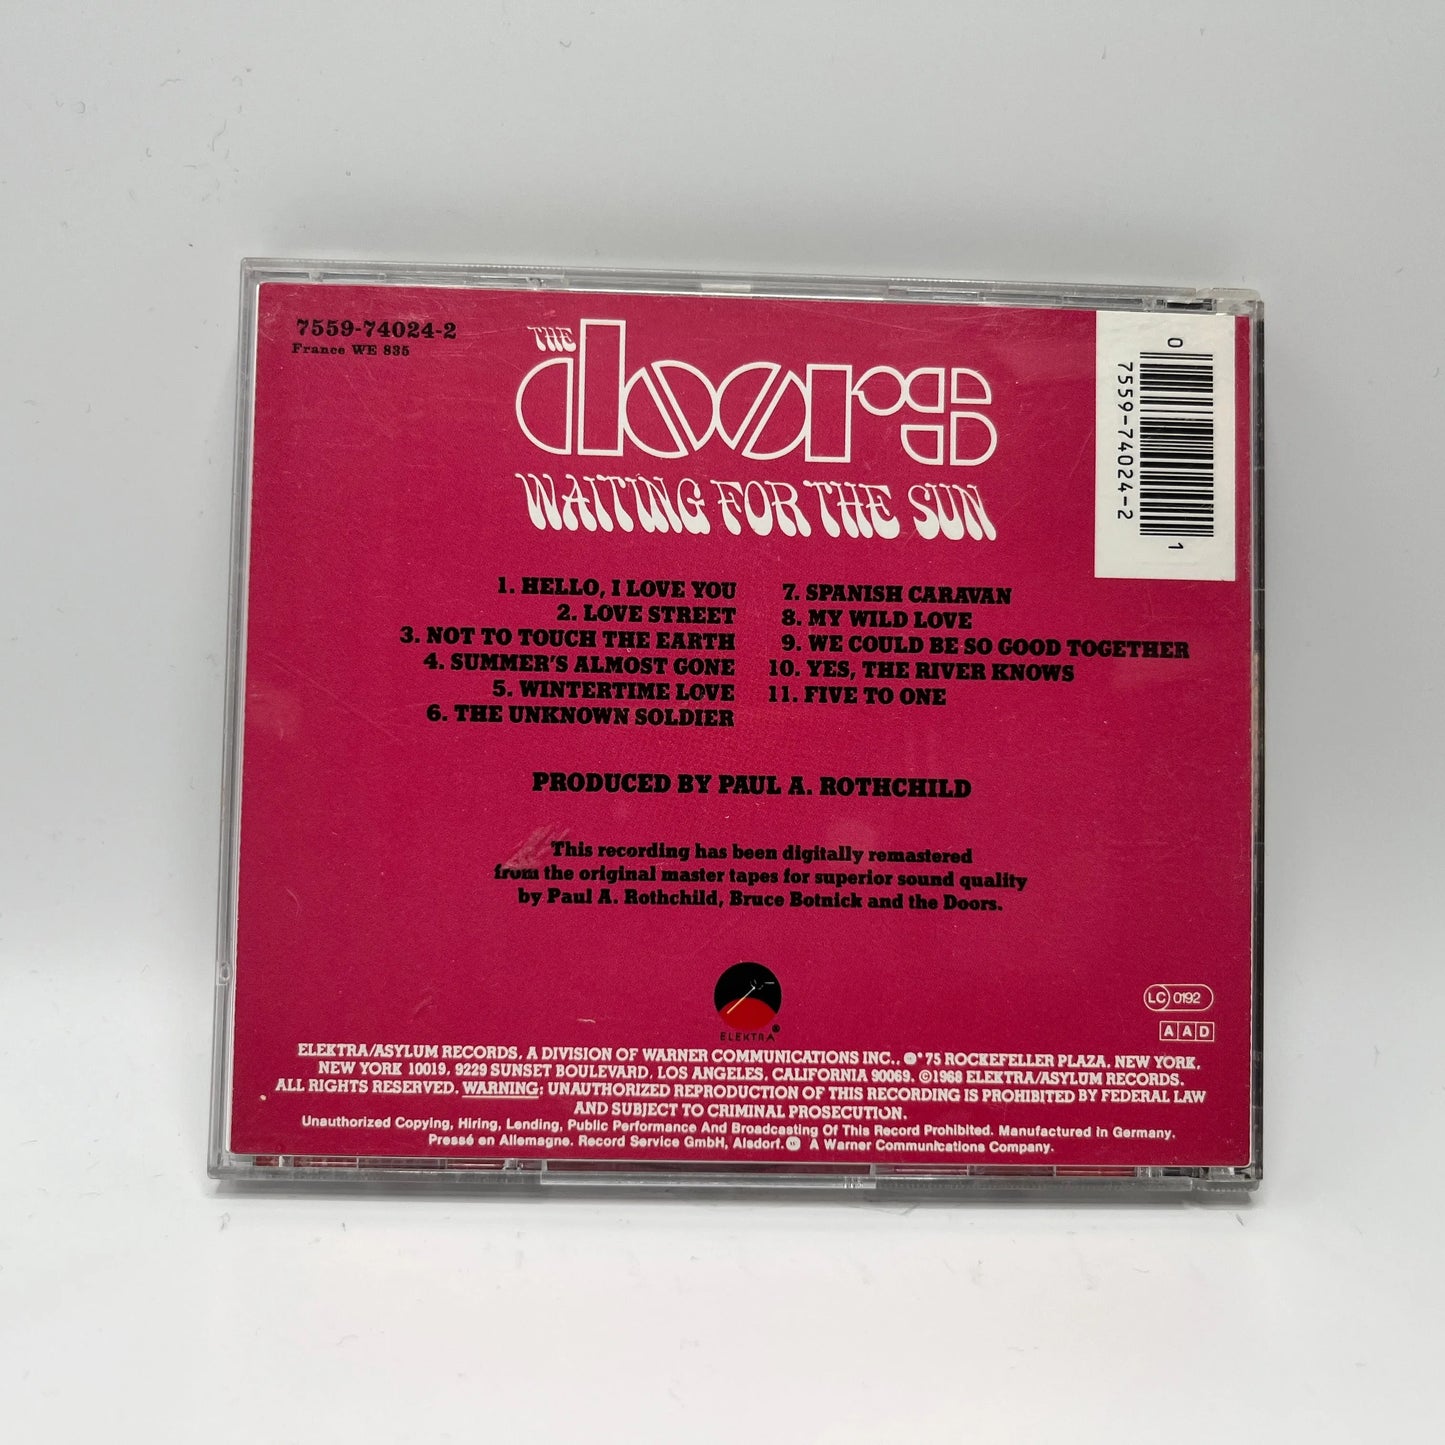 7559-74024-2
France WE 835
THE
doors
WAITING FOR THE SUN
0
7559-74024-2
1
1. HELLO, I LOVE YOU
2. LOVE STREET
3. NOT TO TOUCH THE EARTH
4. SUMMER'S ALMOST GONE
5. WINTERTIME LOVE
6. THE UNKNOWN SOLDIER
7. SPANISH CARAVAN
8. MY WILD LOVE
9. WE COULD BE SO GOOD TOGETHER
10. YES, THE RIVER KNOWS
11. FIVE TO ONE
PRODUCED BY PAUL A. ROTHCHILD
This recording has been digitally remastered
from the original master tapes for superior sound quality
by Paul A. Rothchild, Bruce Botnick and the Doors.
ELEKTRA®
LC 0192
A A D
ELEKTRA/ASYLUM RECORDS, A DIVISION OF WARNER COMMUNICATIONS INC., 75 ROCKEFELLER PLAZA, NEW YORK,
NEW YORK 10019, 9229 SUNSET BOULEVARD, LOS ANGELES, CALIFORNIA 90069. ©1968 ELEKTRA/ASYLUM RECORDS.
ALL RIGHTS RESERVED. WARNING: UNAUTHORIZED REPRODUCTION OF THIS RECORDING IS PROHIBITED BY FEDERAL LAW
AND SUBJECT TO CRIMINAL PROSECUTION.
Unauthorized Copying, Hiring, Lending, Public Performance And Broadcasting Of This Record Prohibited. Manufactured in Germany.
Pressé en Allemagne. Record Service GmbH, Alsdorf. A Warner Communications Company.